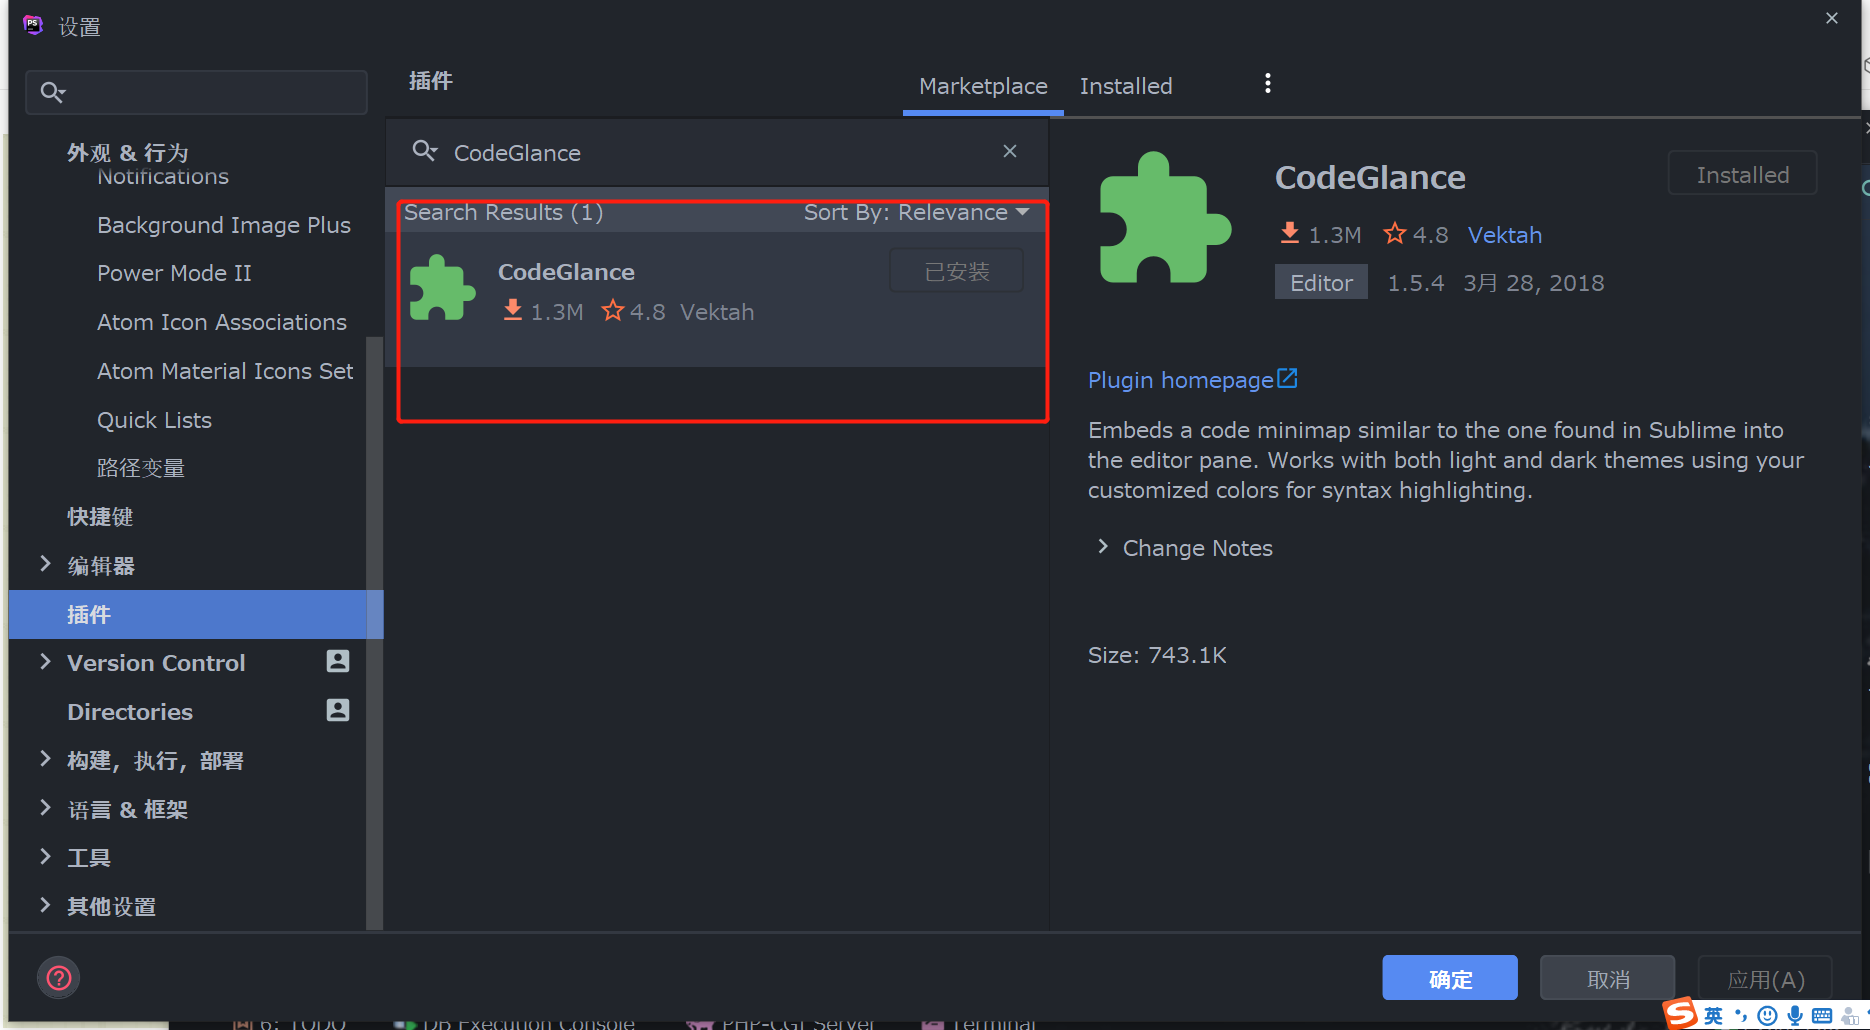 PS 设置
插件
Marketplace Installed
外观 & 行为
Notifications
Background Image Plus
Power Mode II
Atom Icon Associations
Atom Material Icons Set
Quick Lists
路径变量
快捷键
编辑器
插件
Version Control
Directories
构建，执行，部署
语言 & 框架
工具
其他设置
CodeGlance
Search Results (1) Sort By: Relevance
CodeGlance 已安装
1.3M 4.8 Vektah
CodeGlance Installed
1.3M 4.8 Vektah
Editor 1.5.4 3月 28, 2018
Plugin homepage
Embeds a code minimap similar to the one found in Sublime into
the editor pane. Works with both light and dark themes using your
customized colors for syntax highlighting.
Change Notes
Size: 743.1K
?
确定 取消 应用(A)
6: TODO DB Execution Console PHP-CGI Server Terminal
S 英